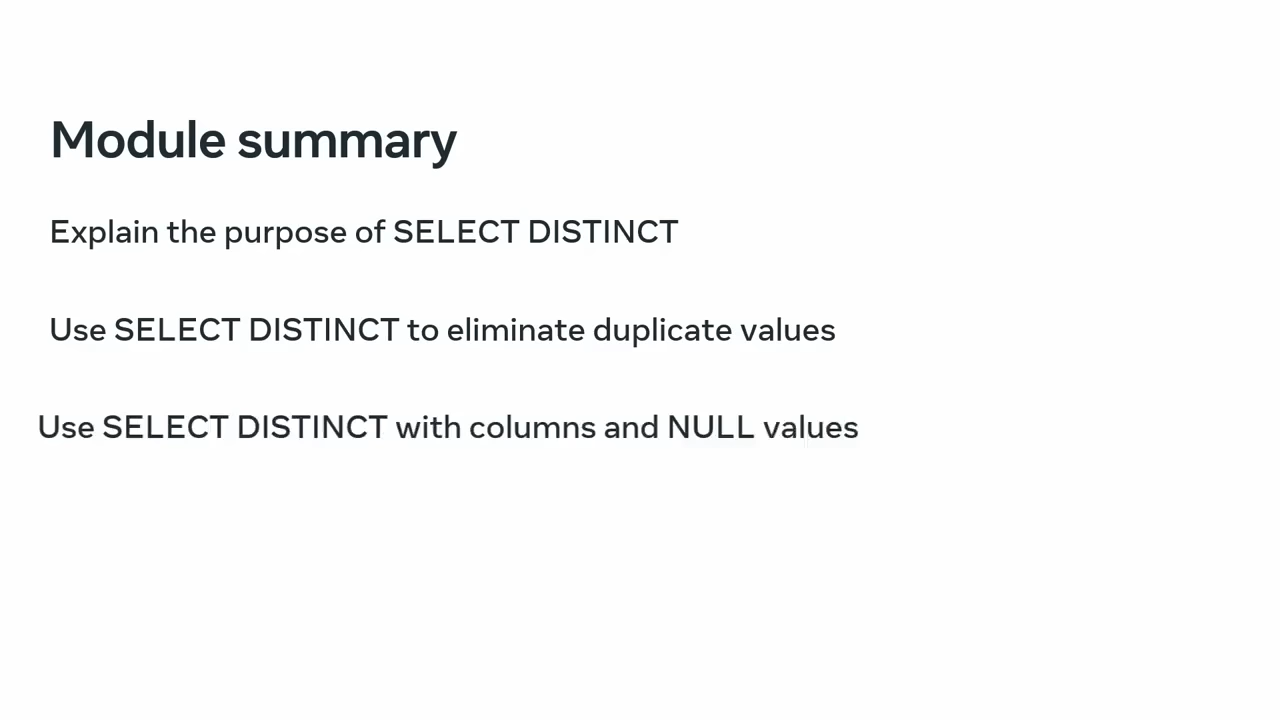 Module summary
Explain the purpose of SELECT DISTINCT
Use SELECT DISTINCT to eliminate duplicate values
Use SELECT DISTINCT with columns and NULL values